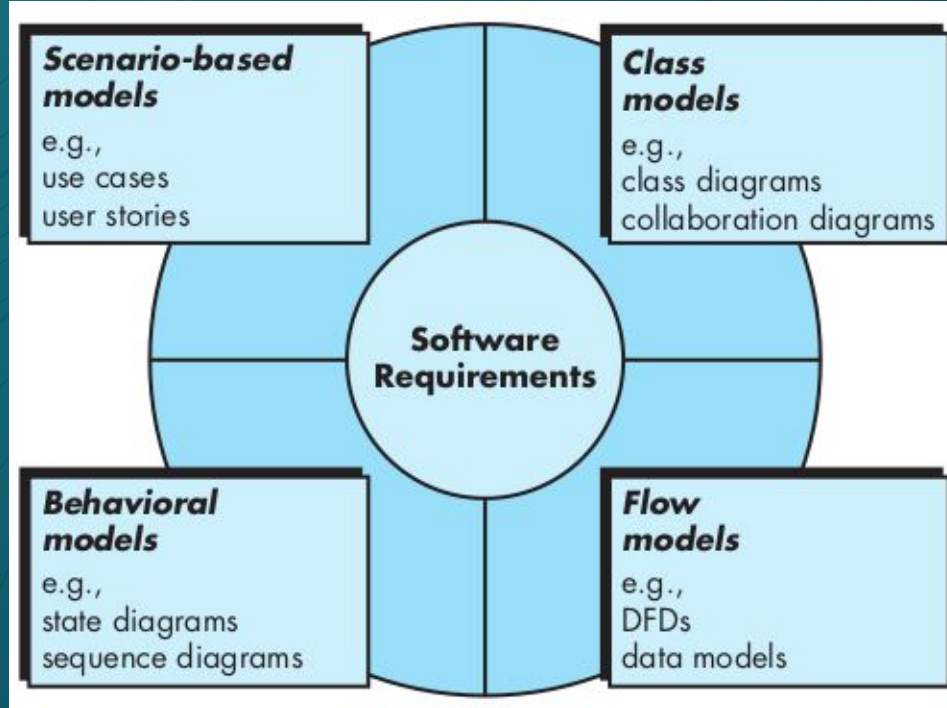 Scenario-based
models
e.g.,
use cases
user stories
Class
models
e.g.,
class diagrams
collaboration diagrams
Software
Requirements
Behavioral
models
e.g.,
state diagrams
sequence diagrams
Flow
models
e.g.,
DFDs
data models